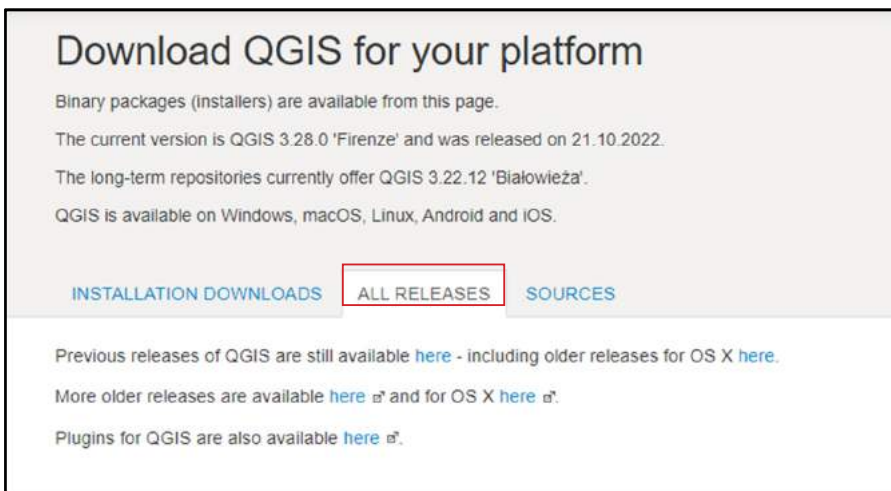 Download QGIS for your platform
Binary packages (installers) are available from this page.
The current version is QGIS 3.28.0 'Firenze' and was released on 21.10.2022.
The long-term repositories currently offer QGIS 3.22.12 'Białowieża'.
QGIS is available on Windows, macOS, Linux, Android and iOS.
INSTALLATION DOWNLOADS ALL RELEASES SOURCES
Previous releases of QGIS are still available here - including older releases for OS X here.
More older releases are available here and for OS X here.
Plugins for QGIS are also available here.